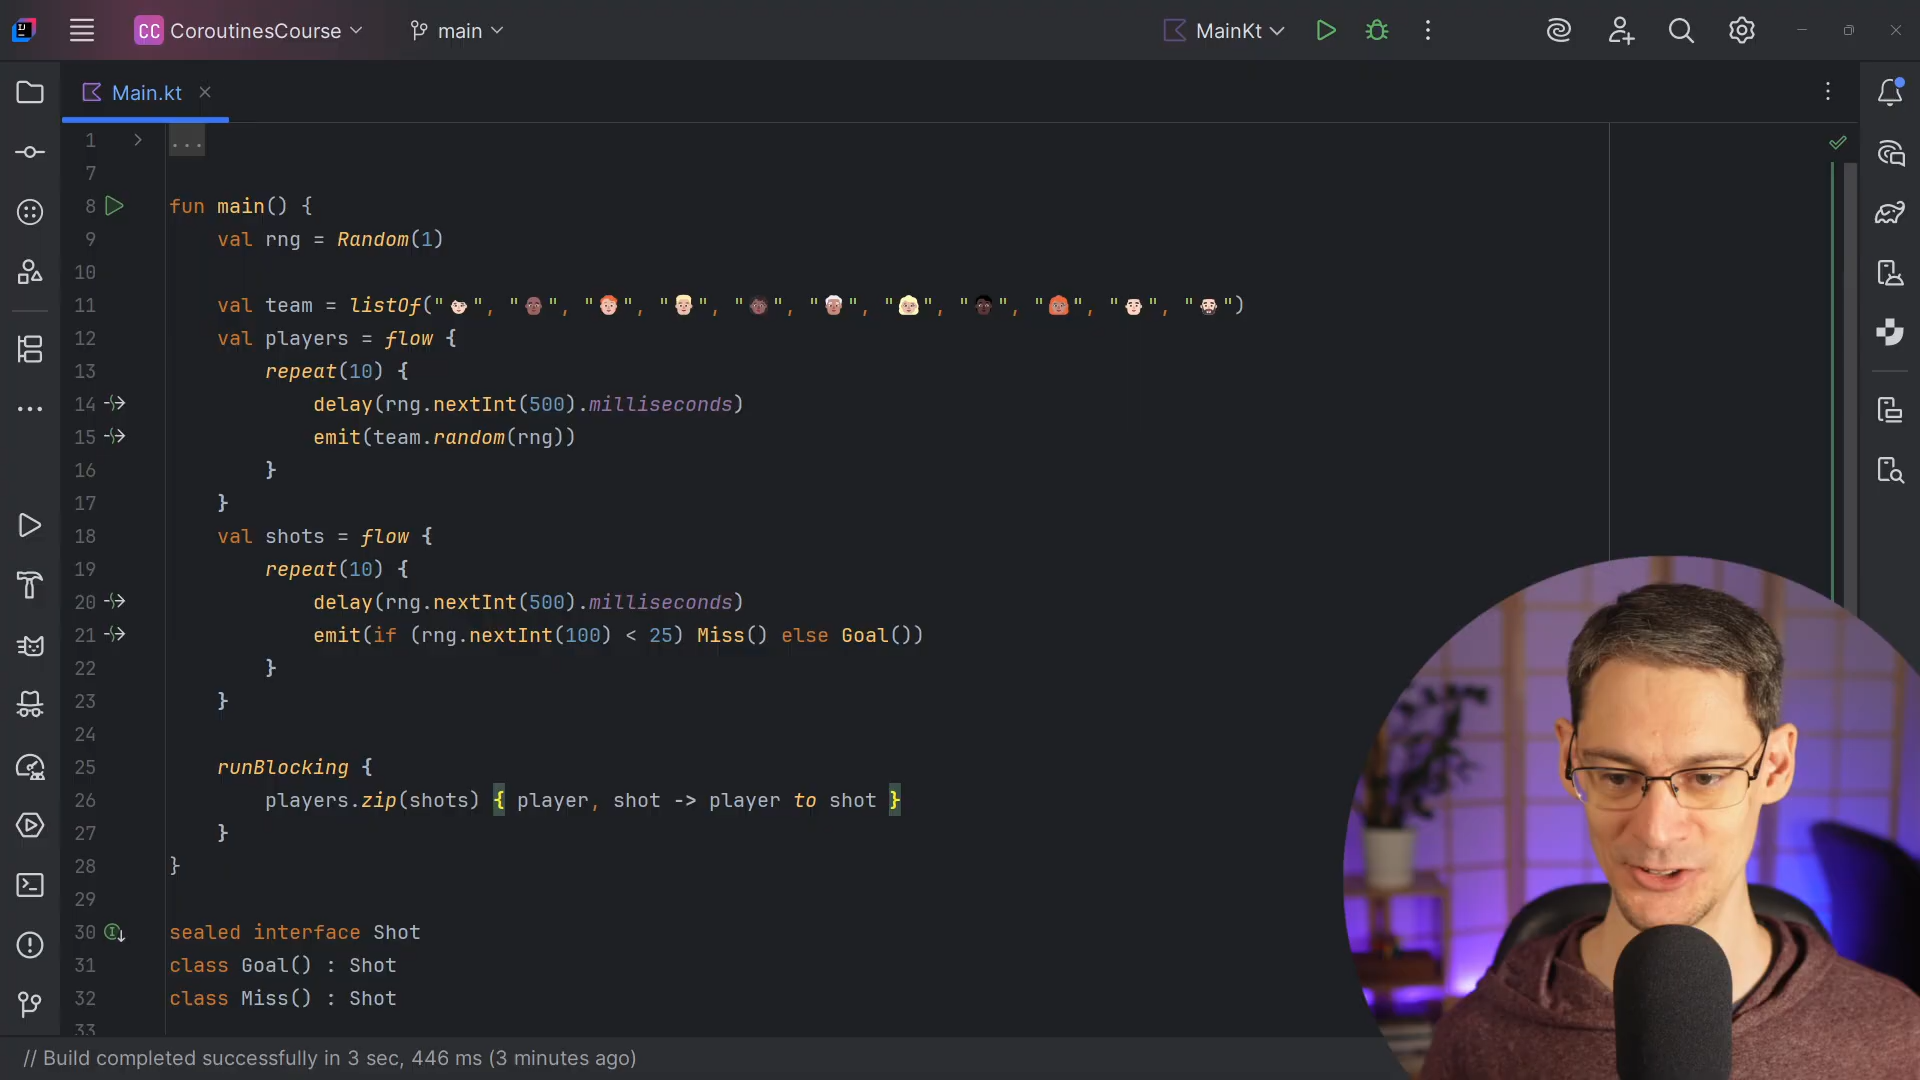 CC CoroutinesCourse main MainKt
Main.kt
1 ...
7
8 fun main() {
9 val rng = Random(1)
10
11 val team = listOf("👦🏻", "👩🏾", "👨🏻‍🦰", "👱🏼", "👩🏿", "👨🏽‍🦳", "👱🏻‍♀️", "👨🏿", "👩🏽‍🦰", "👨🏻", "🧔🏻")
12 val players = flow {
13 repeat(10) {
14 delay(rng.nextInt(500).milliseconds)
15 emit(team.random(rng))
16 }
17 }
18 val shots = flow {
19 repeat(10) {
20 delay(rng.nextInt(500).milliseconds)
21 emit(if (rng.nextInt(100) < 25) Miss() else Goal())
22 }
23 }
24
25 runBlocking {
26 players.zip(shots) { player, shot -> player to shot }
27 }
28 }
29
30 sealed interface Shot
31 class Goal() : Shot
32 class Miss() : Shot
33
// Build completed successfully in 3 sec, 446 ms (3 minutes ago)